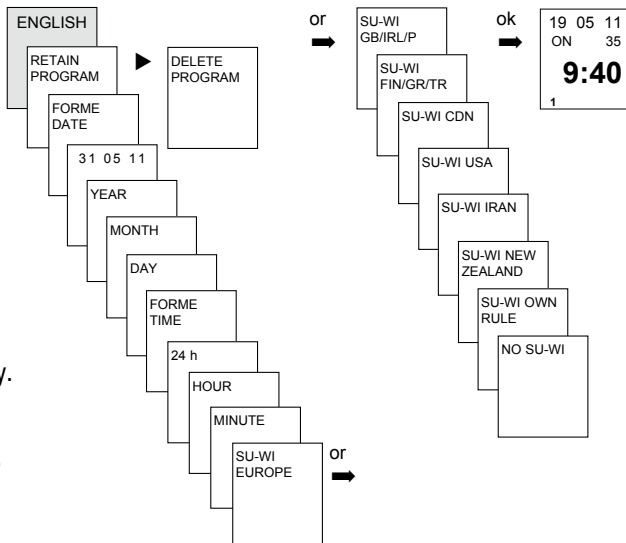 ENGLISH
RETAIN
PROGRAM
DELETE
PROGRAM
FORME
DATE
31 05 11
YEAR
MONTH
DAY
FORME
TIME
24 h
HOUR
MINUTE
SU-WI
EUROPE
or
or
SU-WI
GB/IRL/P
SU-WI
FIN/GR/TR
SU-WI CDN
SU-WI USA
SU-WI IRAN
SU-WI NEW
ZEALAND
SU-WI OWN
RULE
NO SU-WI
ok
19 05 11
ON 35
9:40
1
y.